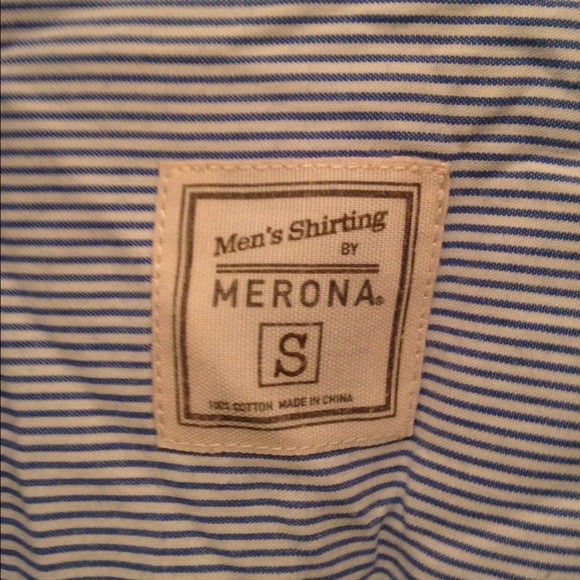 Men's Shirting
BY
MERONA®
S
100% COTTON MADE IN CHINA